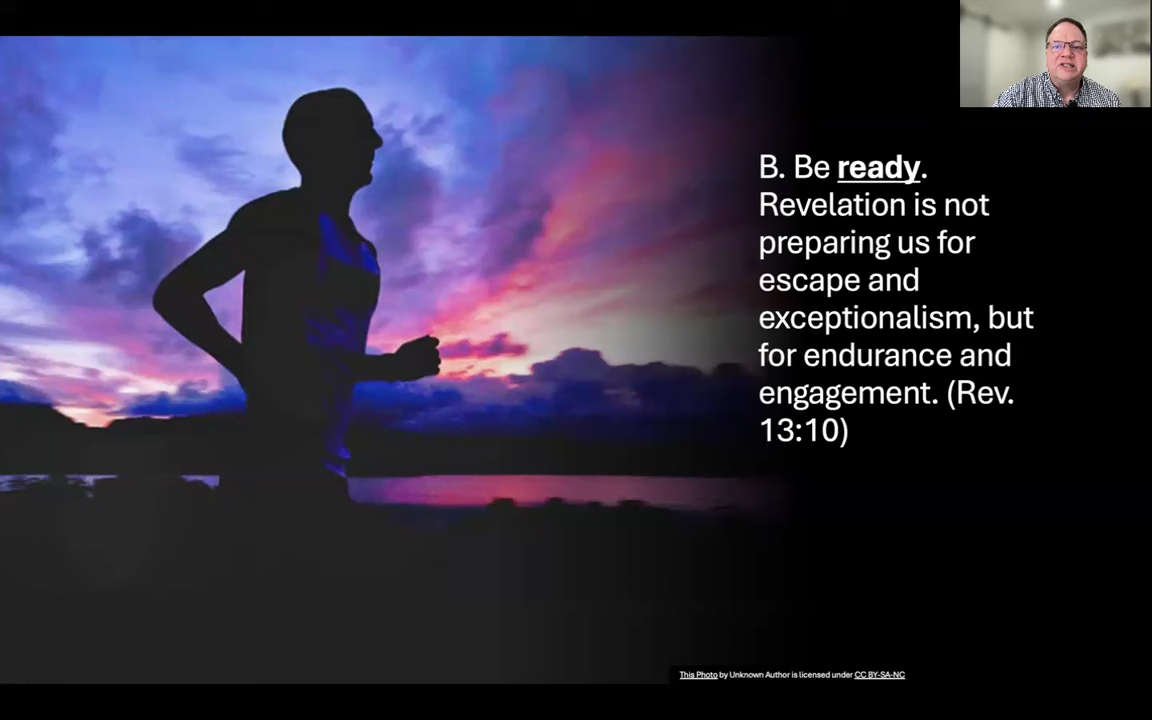 B. Be ready.
Revelation is not
preparing us for
escape and
exceptionalism, but
for endurance and
engagement. (Rev.
13:10)
This Photo by Unknown Author is licensed under CC BY-SA-NC